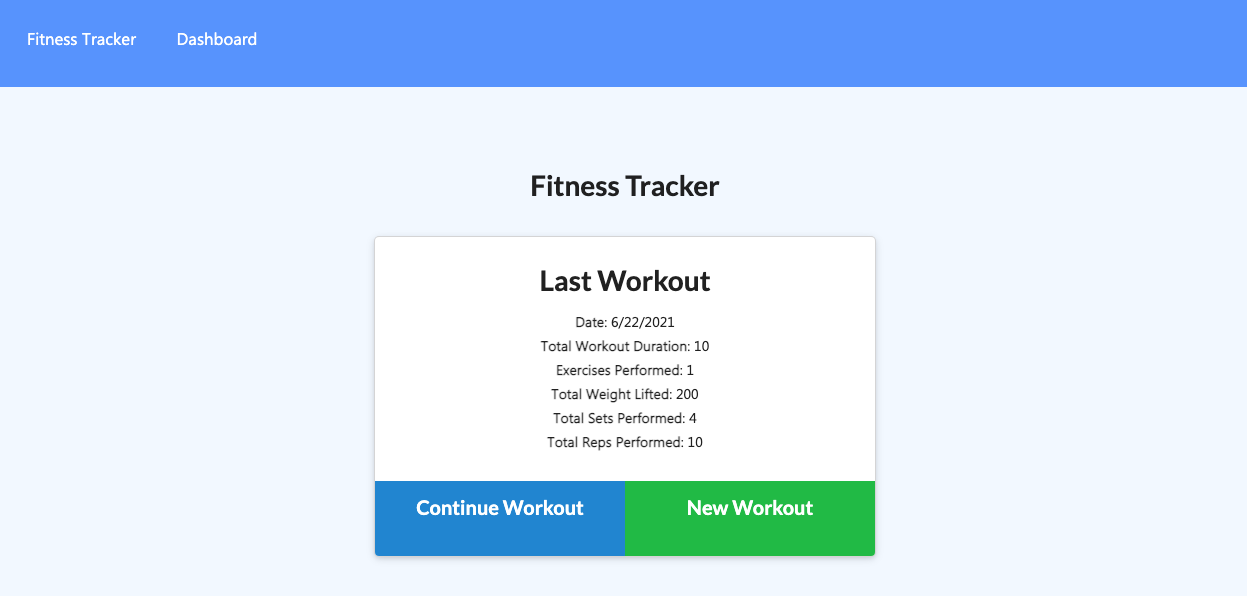 Fitness Tracker Dashboard
Fitness Tracker
Last Workout
Date: 6/22/2021
Total Workout Duration: 10
Exercises Performed: 1
Total Weight Lifted: 200
Total Sets Performed: 4
Total Reps Performed: 10
Continue Workout New Workout